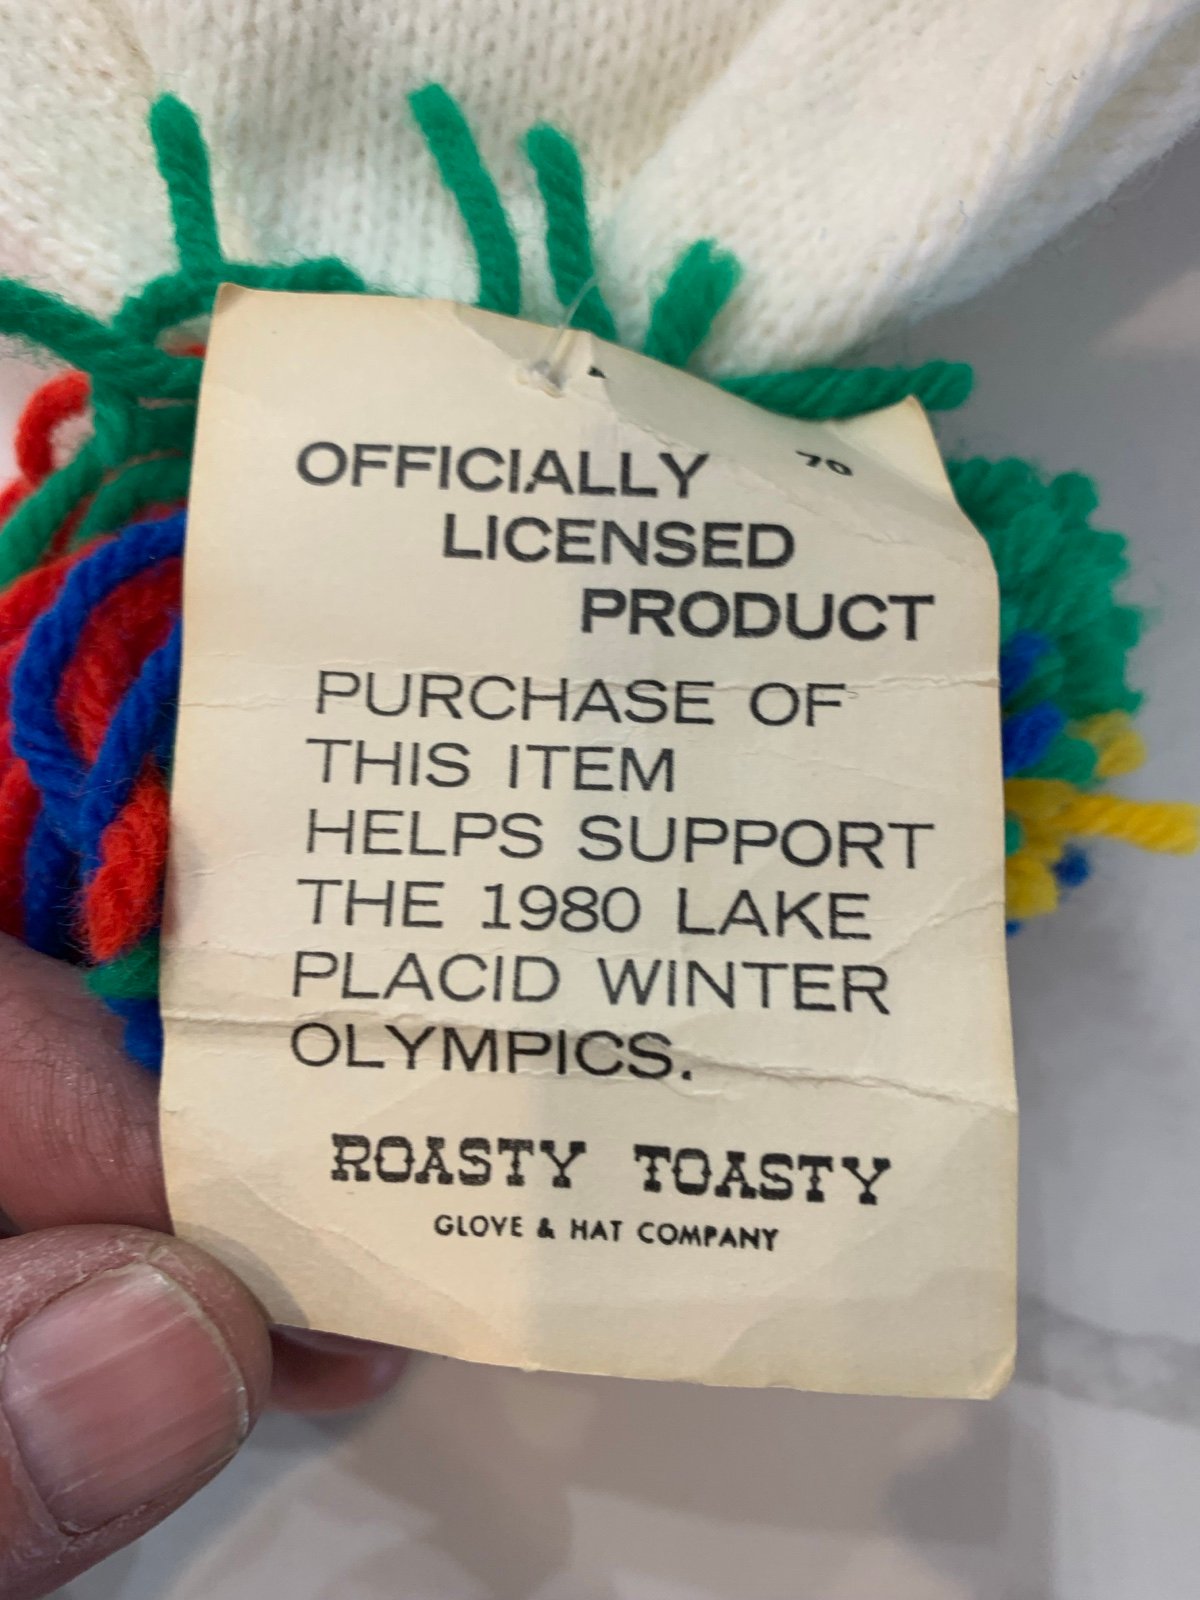 70
OFFICIALLY
LICENSED
PRODUCT
PURCHASE OF
THIS ITEM
HELPS SUPPORT
THE 1980 LAKE
PLACID WINTER
OLYMPICS.
ROASTY TOASTY
GLOVE & HAT COMPANY